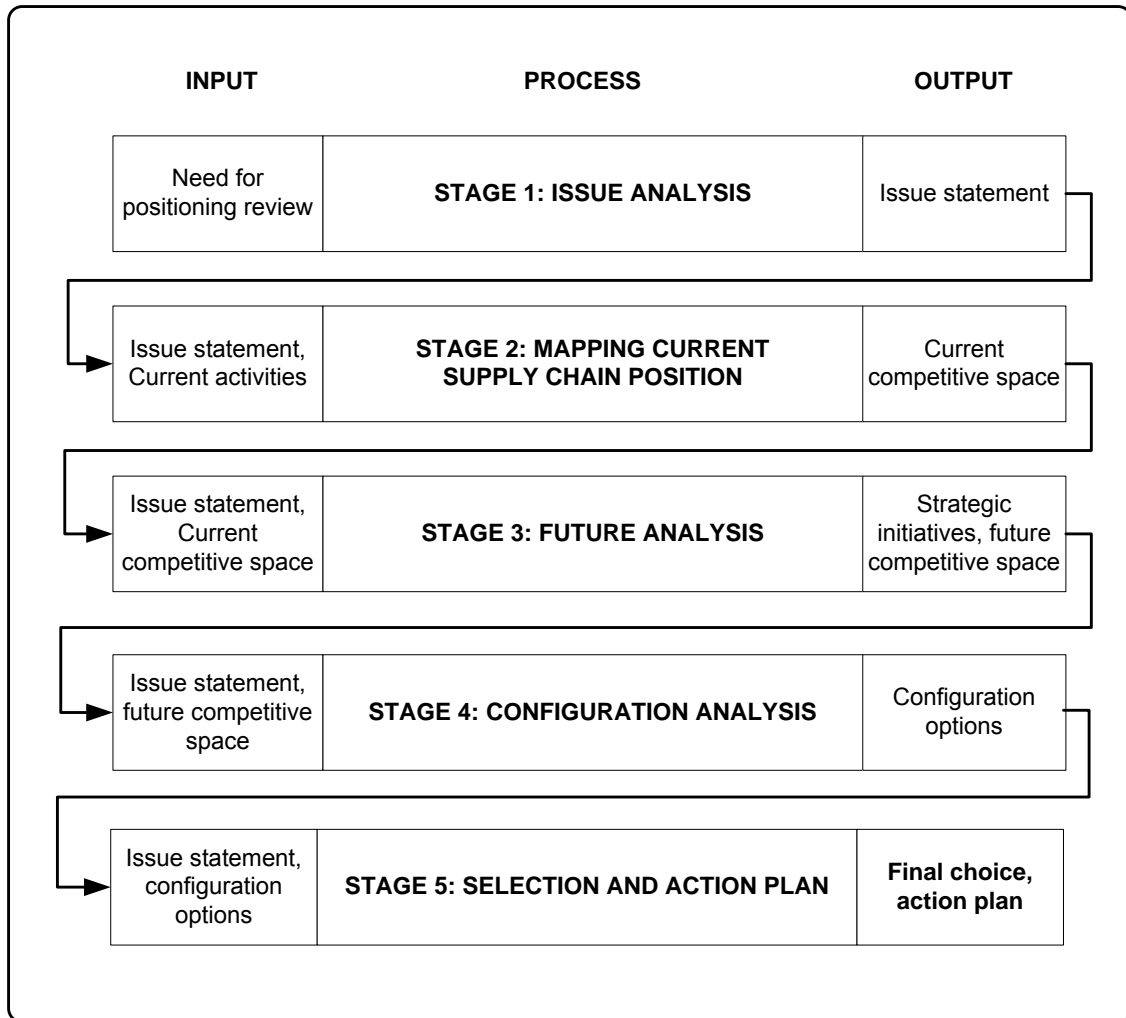 INPUT
PROCESS
OUTPUT
Need for
positioning review
STAGE 1: ISSUE ANALYSIS
Issue statement
Issue statement,
Current activities
STAGE 2: MAPPING CURRENT
SUPPLY CHAIN POSITION
Current
competitive space
Issue statement,
Current
competitive space
STAGE 3: FUTURE ANALYSIS
Strategic
initiatives, future
competitive space
Issue statement,
future competitive
space
STAGE 4: CONFIGURATION ANALYSIS
Configuration
options
Issue statement,
configuration
options
STAGE 5: SELECTION AND ACTION PLAN
Final choice,
action plan